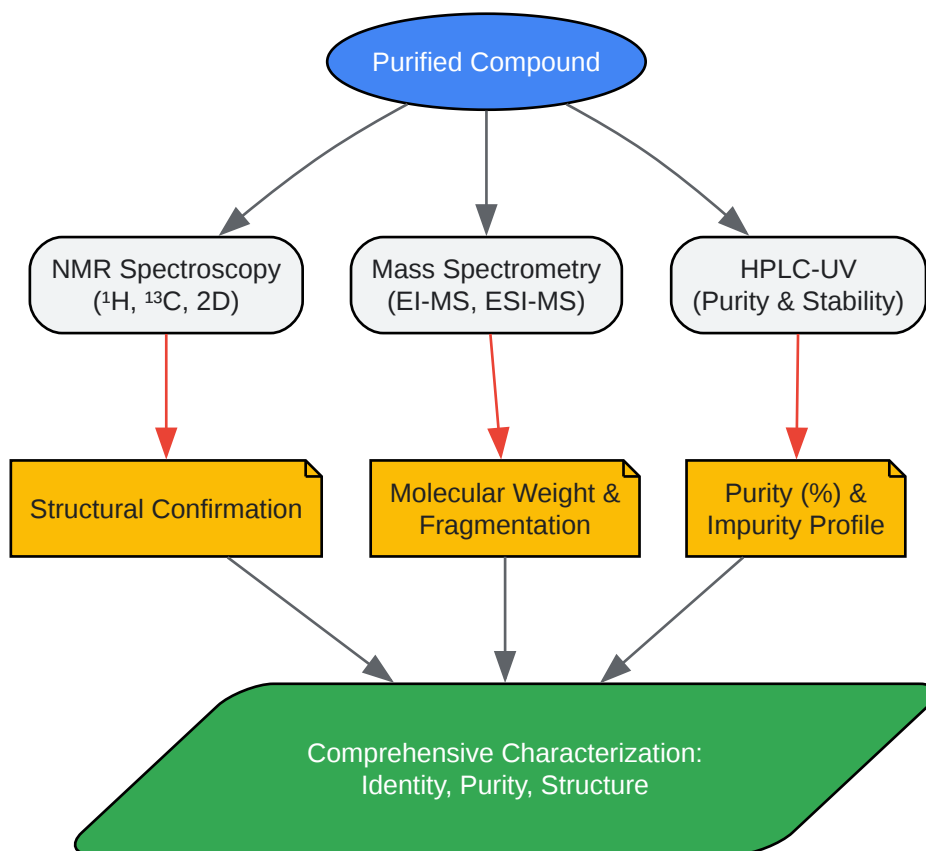 Purified Compound
NMR Spectroscopy
(¹H, ¹³C, 2D)
Mass Spectrometry
(EI-MS, ESI-MS)
HPLC-UV
(Purity & Stability)
Structural Confirmation
Molecular Weight &
Fragmentation
Purity (%) &
Impurity Profile
Comprehensive Characterization:
Identity, Purity, Structure